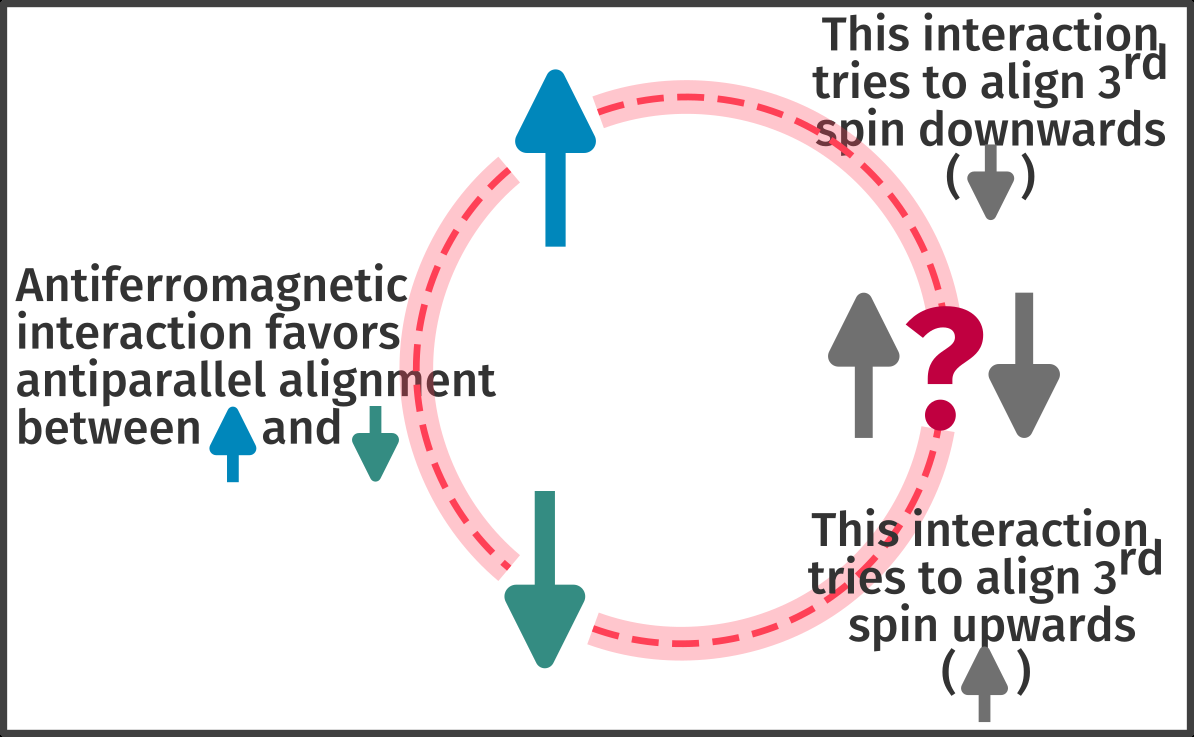 This interaction
tries to align 3rd
spin downwards
( )
Antiferromagnetic
interaction favors
antiparallel alignment
between and
?
This interaction
tries to align 3rd
spin upwards
( )